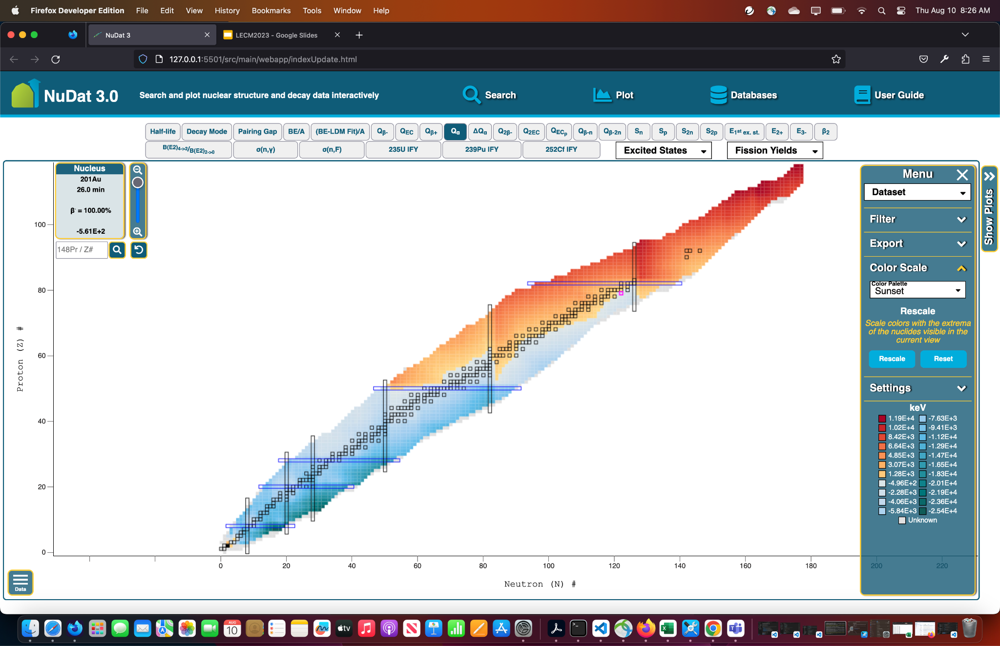 Firefox Developer Edition File Edit View History Bookmarks Tools Window Help Thu Aug 10 8:26 AM
NuDat 3 LECM2023 - Google Slides
127.0.0.1:5501/src/main/webapp/indexUpdate.html
NuDat 3.0 Search and plot nuclear structure and decay data interactively Search Plot Databases User Guide
Half-life Decay Mode Pairing Gap BE/A (BE-LDM Fit)/A Qβ- QEC Qβ+ Qα ΔQα Q2β- Q2EC QECp Qβ-n Qβ-2n Sn Sp S2n S2p E1st ex. st. E2+ E3- β2
B(E2)4->2/B(E2)2->0 σ(n,γ) σ(n,F) 235U IFY 239Pu IFY 252Cf IFY Excited States Fission Yields
Nucleus
201Au
26.0 min
β- = 100.00%
-5.61E+2
148Pr / Z#
Menu
Dataset
Filter
Export
Color Scale
Color Palette
Sunset
Rescale
Scale colors with the extrema
of the nuclides visible in the
current view
Rescale Reset
Settings
keV
1.19E+4 -7.63E+3
1.02E+4 -9.41E+3
8.42E+3 -1.12E+4
6.64E+3 -1.29E+4
4.85E+3 -1.47E+4
3.07E+3 -1.65E+4
1.28E+3 -1.83E+4
-4.96E+2 -2.01E+4
-2.28E+3 -2.19E+4
-4.06E+3 -2.36E+4
-5.84E+3 -2.54E+4
Unknown
Show Plots
Proton (Z) #
100
80
60
40
20
0
0 20 40 60 80 100 120 140 160 180 200 220
Neutron (N) #
Data
AUG
10
tv